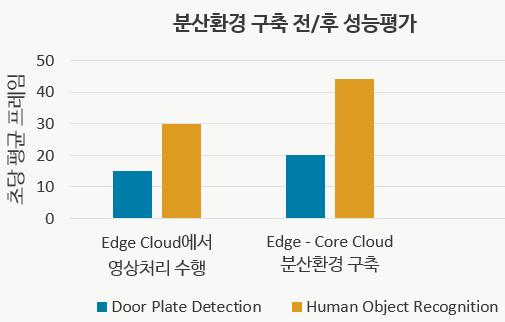 분산환경 구축 전/후 성능평가
초당 평균 프레임
50
40
30
20
10
0
Edge Cloud에서
영상처리 수행
Edge - Core Cloud
분산환경 구축
Door Plate Detection
Human Object Recognition